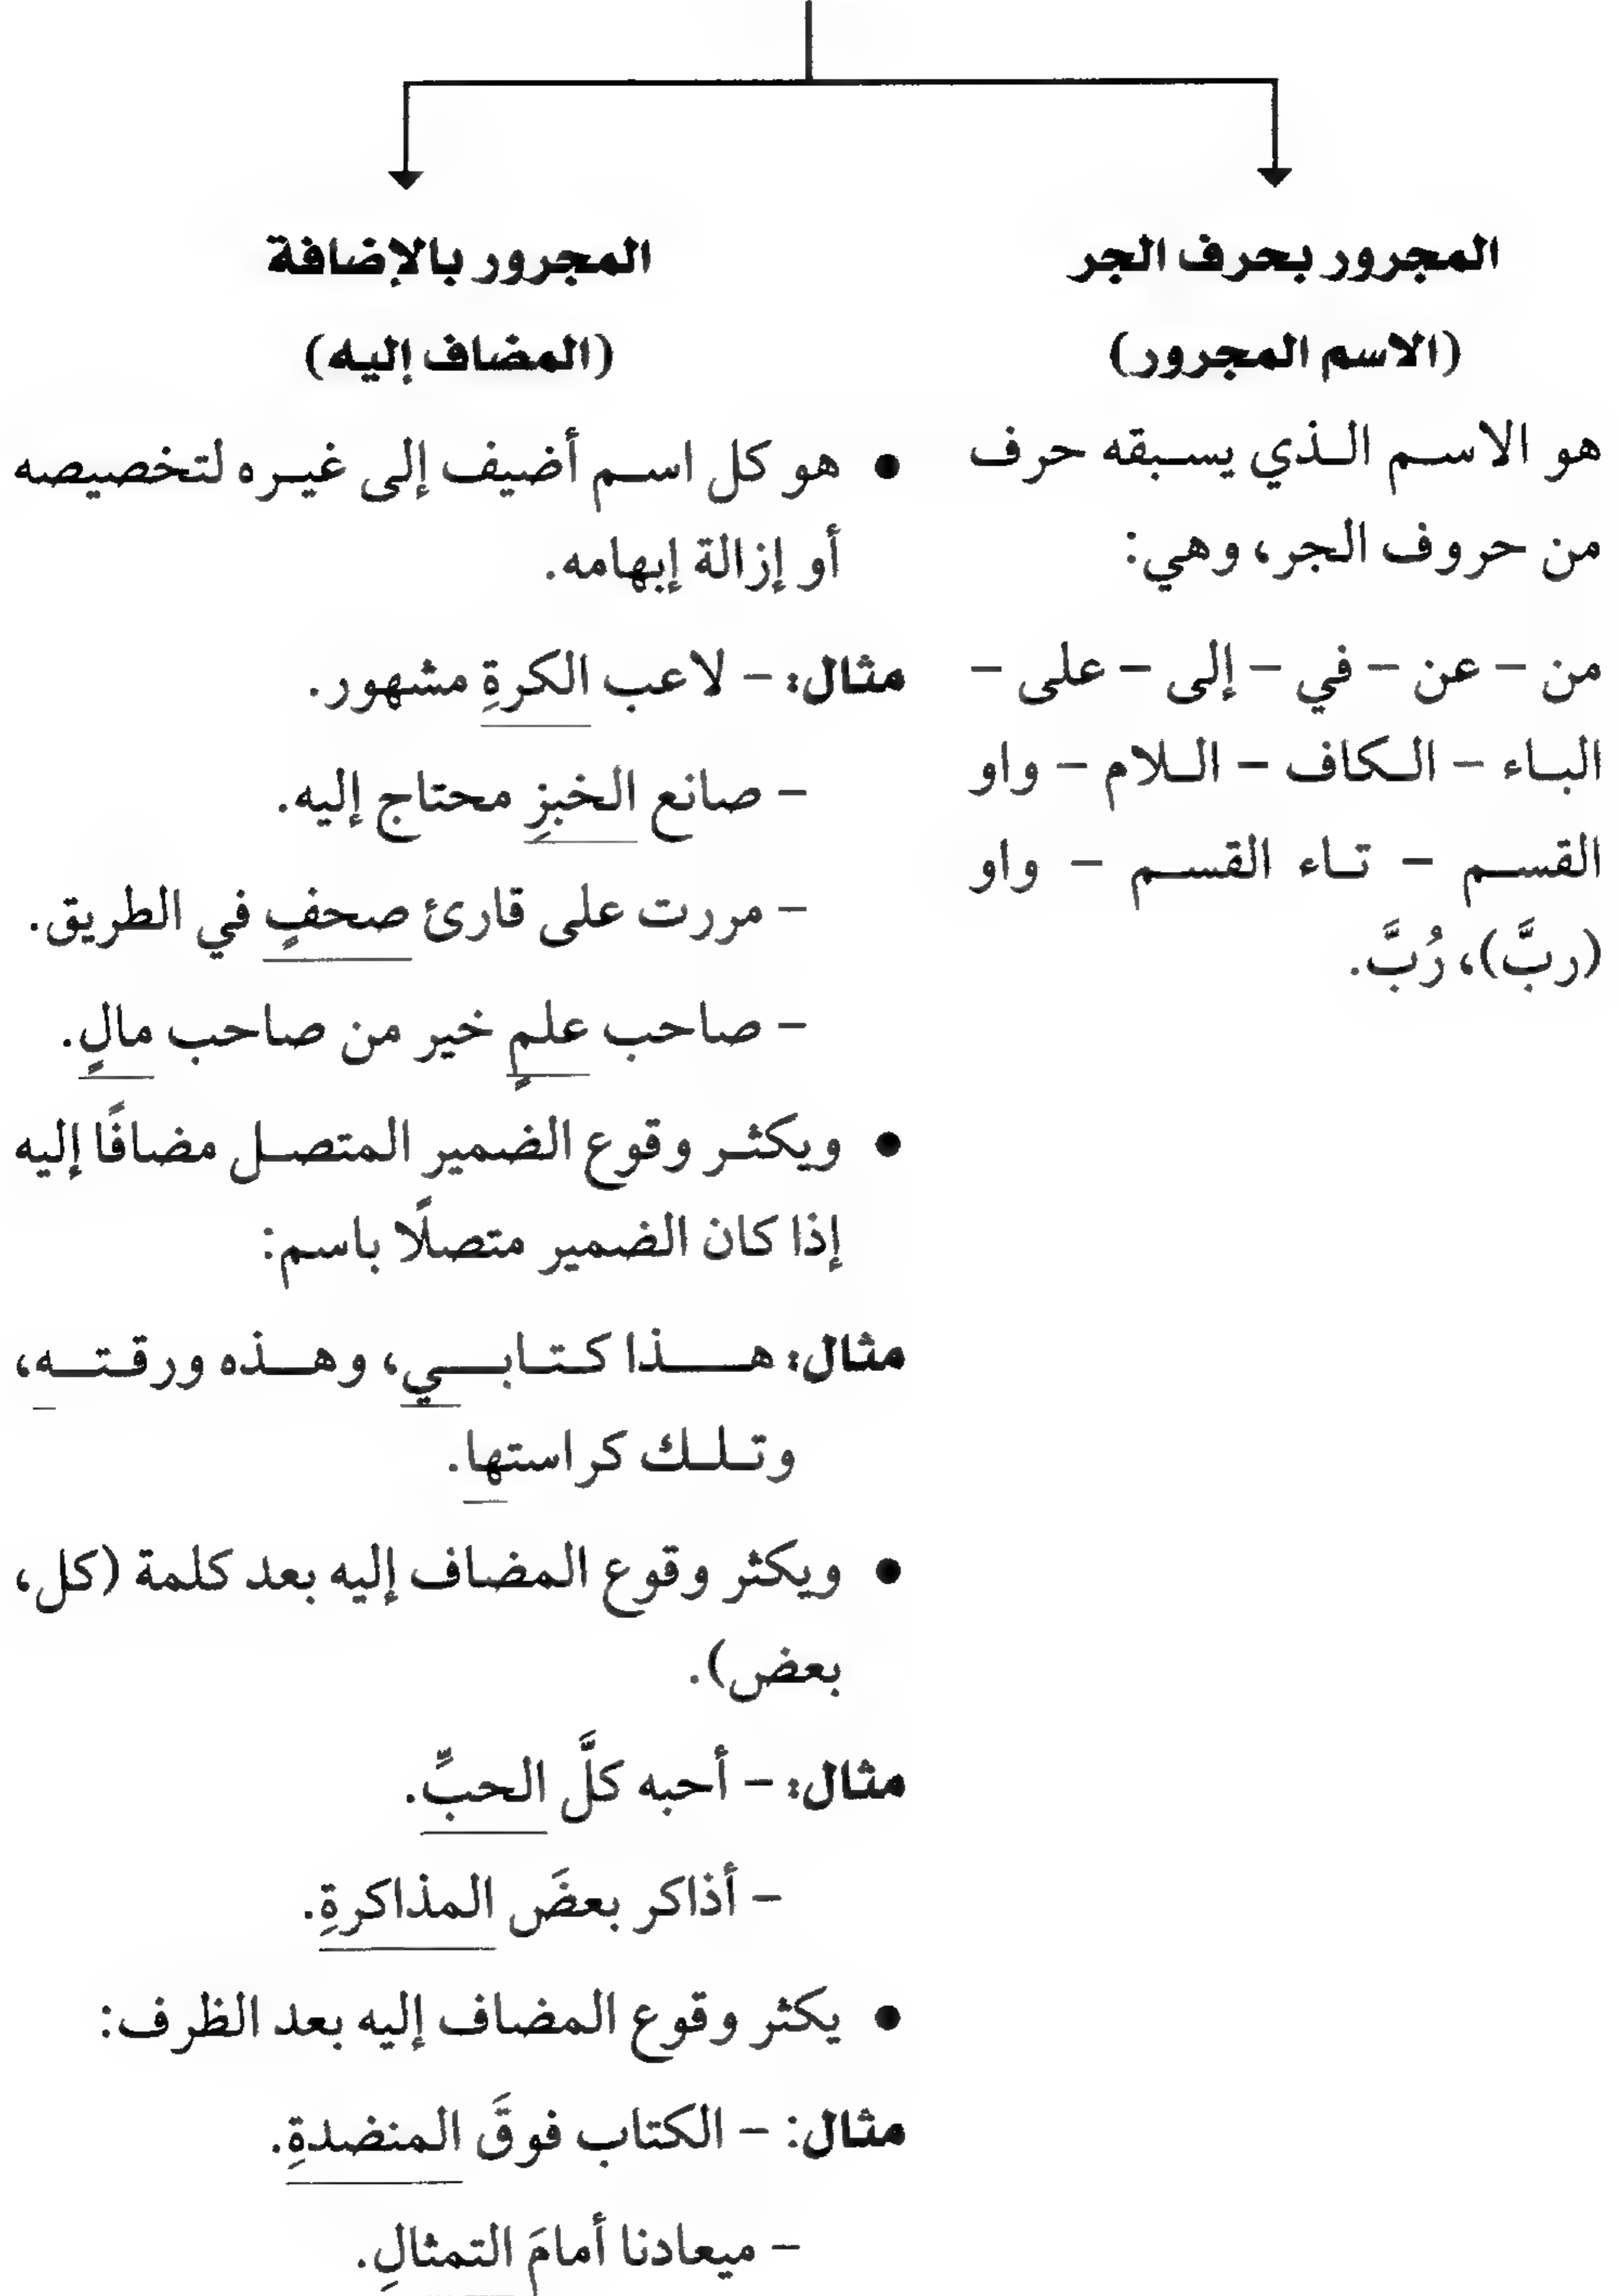 المجرور بحرف الجر
(الاسم المجرور)
هو الاسم الذي يسبقه حرف
من حروف الجر، وهي:
من – عن – في – إلى – على –
الباء – الكاف – اللام – واو
القسم – تاء القسم – واو
(ربَّ)، رُبَّ.
المجرور بالإضافة
(المضاف إليه)
● هو كل اسم أضيف إلى غيره لتخصيصه
أو إزالة إبهامه.
مثال: – لاعب الكرةِ مشهور.
– صانع الخبزِ محتاج إليه.
– مررت على قارئ صحفٍ في الطريق.
– صاحب علمٍ خير من صاحب مالٍ.
● ويكثر وقوع الضمير المتصل مضافًا إليه
إذا كان الضمير متصلًا باسم:
مثال: هذا كتابي، وهذه ورقته،
وتلك كراستها.
● ويكثر وقوع المضاف إليه بعد كلمة (كل،
بعض).
مثال: – أحبه كلَّ الحبِّ.
– أذاكر بعضَ المذاكرةِ.
● يكثر وقوع المضاف إليه بعد الظرف:
مثال: – الكتاب فوقَ المنضدةِ.
– ميعادنا أمامَ التمثالِ.